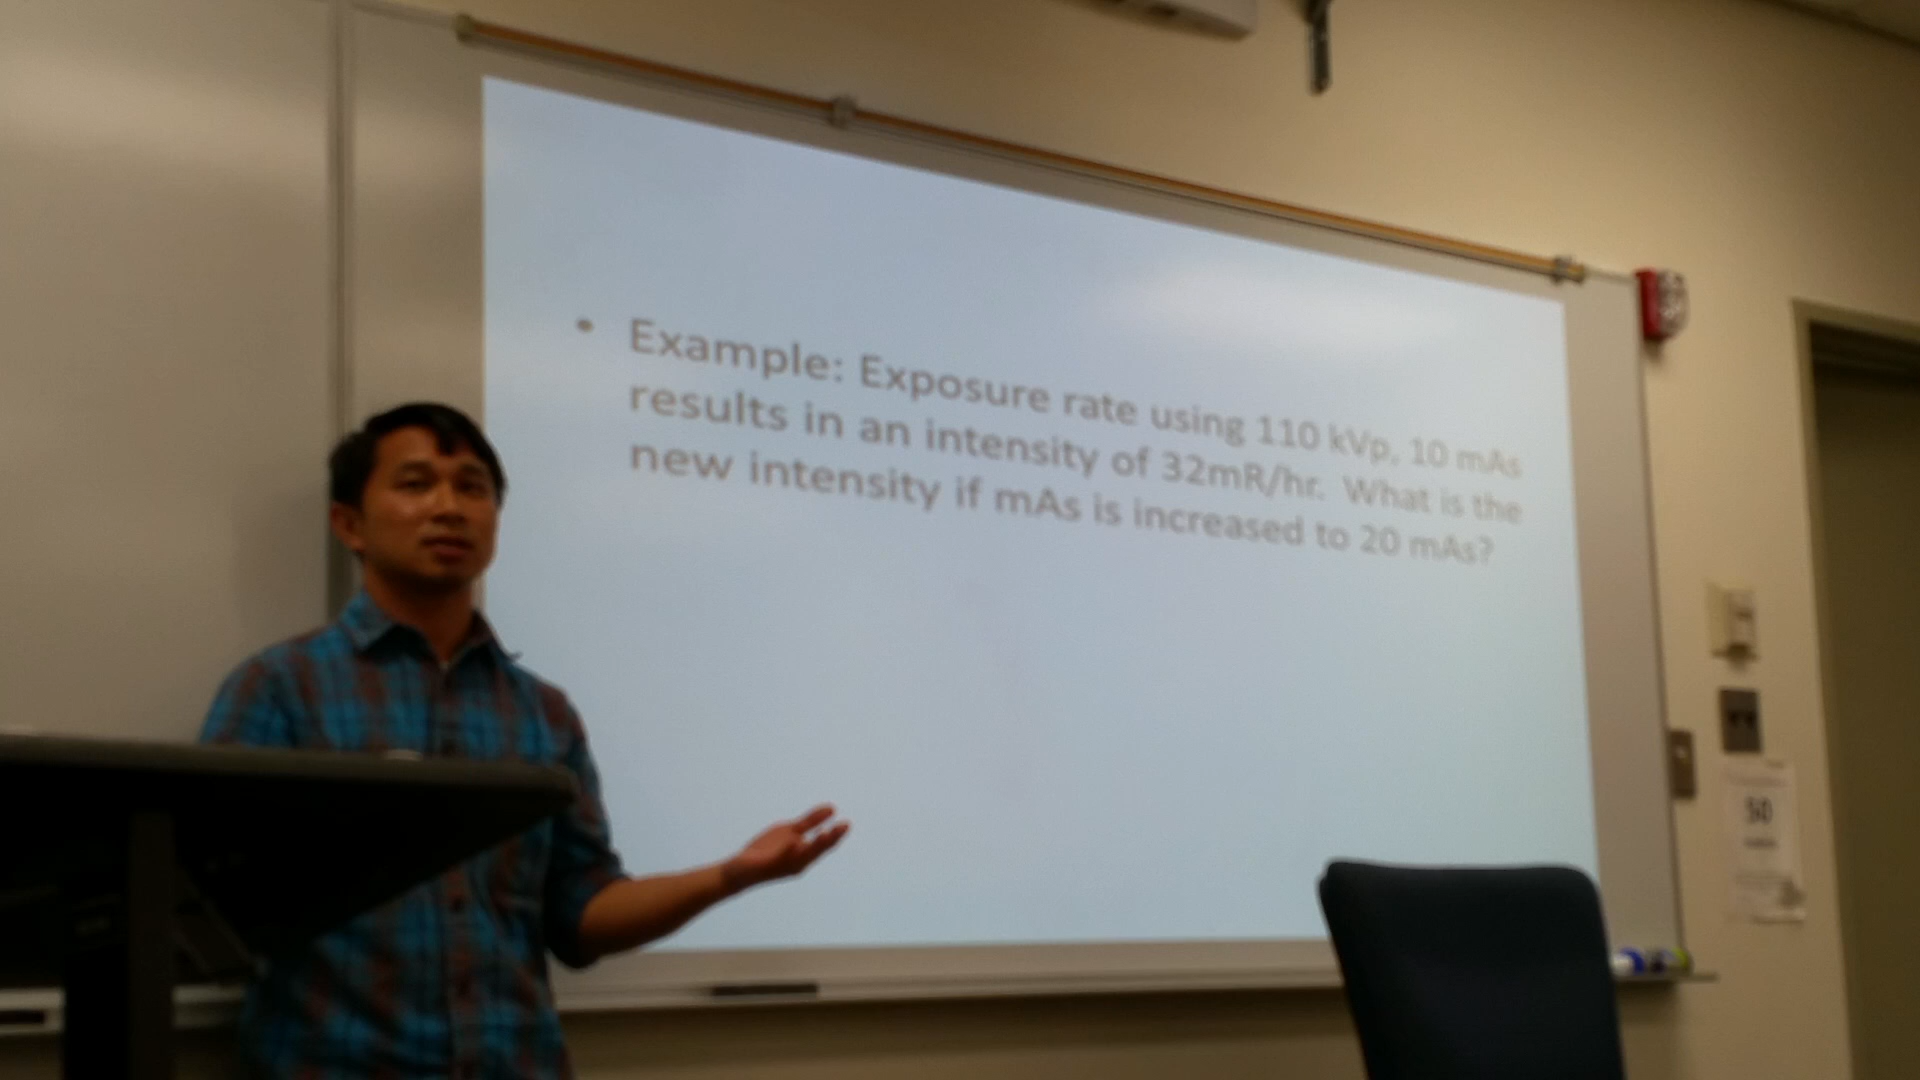 • Example: Exposure rate using 110 kVp, 10 mAs
results in an intensity of 32mR/hr. What is the
new intensity if mAs is increased to 20 mAs?
50